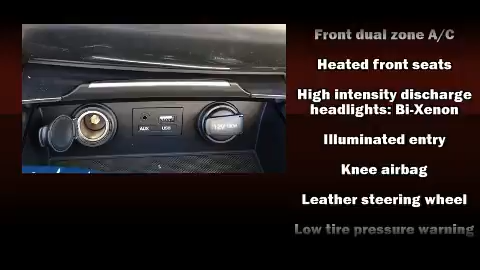 Front dual zone A/C
Heated front seats
High intensity discharge
headlights: Bi-Xenon
Illuminated entry
Knee airbag
Leather steering wheel
Low tire pressure warning
AUX
USB